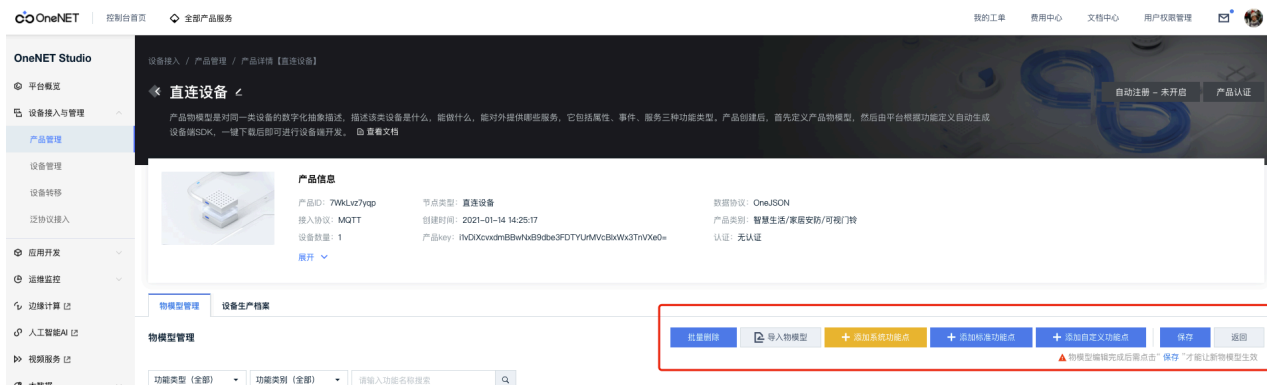 OneNET 控制台首页 全部产品服务 我的工单 费用中心 文档中心 用户权限管理
OneNET Studio
平台概览
设备接入与管理
产品管理
设备管理
设备转移
泛协议接入
应用开发
运维监控
边缘计算
人工智能AI
视频服务
设备接入 / 产品管理 / 产品详情【直连设备】
直连设备
自动注册 - 未开启 产品认证
产品物模型是对同一类设备的数字化抽象描述，描述该类设备是什么，能做什么，能对外提供哪些服务，它包括属性、事件、服务三种功能类型。产品创建后，首先定义产品物模型，然后由平台根据功能定义自动生成
设备端SDK，一键下载后即可进行设备端开发。 查看文档
产品信息
产品ID: 7WkLvz7yqp 节点类型: 直连设备 数据协议: OneJSON
接入协议: MQTT 创建时间: 2021-01-14 14:25:17 产品类别: 智慧生活/家居安防/可视门铃
设备数量: 1 产品key: i1vDiXcvxdmBBwNxB9dbe3FDTYUrMVcBlxWx3TnVXe0= 认证: 无认证
展开
物模型管理 设备生产档案
物模型管理 批量删除 导入物模型 + 添加系统功能点 + 添加标准功能点 + 添加自定义功能点 保存 返回
物模型编辑完成后需点击" 保存 "才能让新物模型生效
功能类型（全部） 功能类别（全部） 请输入功能名称搜索